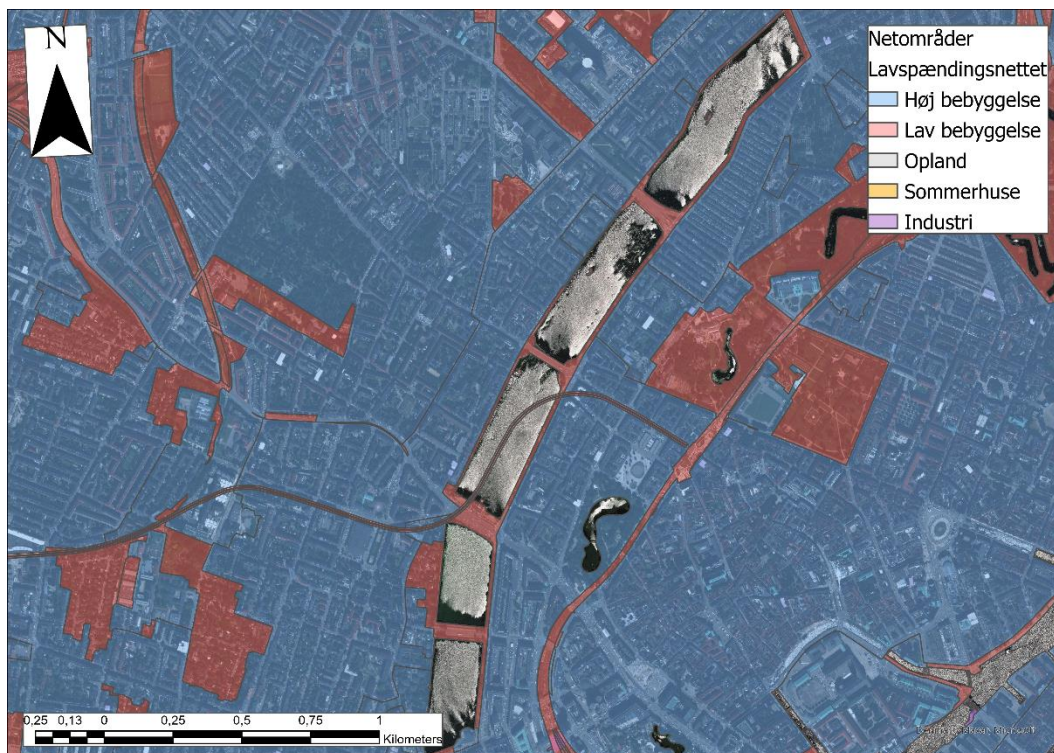 N
Netområder
Lavspændingsnettet
Høj bebyggelse
Lav bebyggelse
Opland
Sommerhuse
Industri
0,25 0,13 0 0,25 0,5 0,75 1
Kilometers